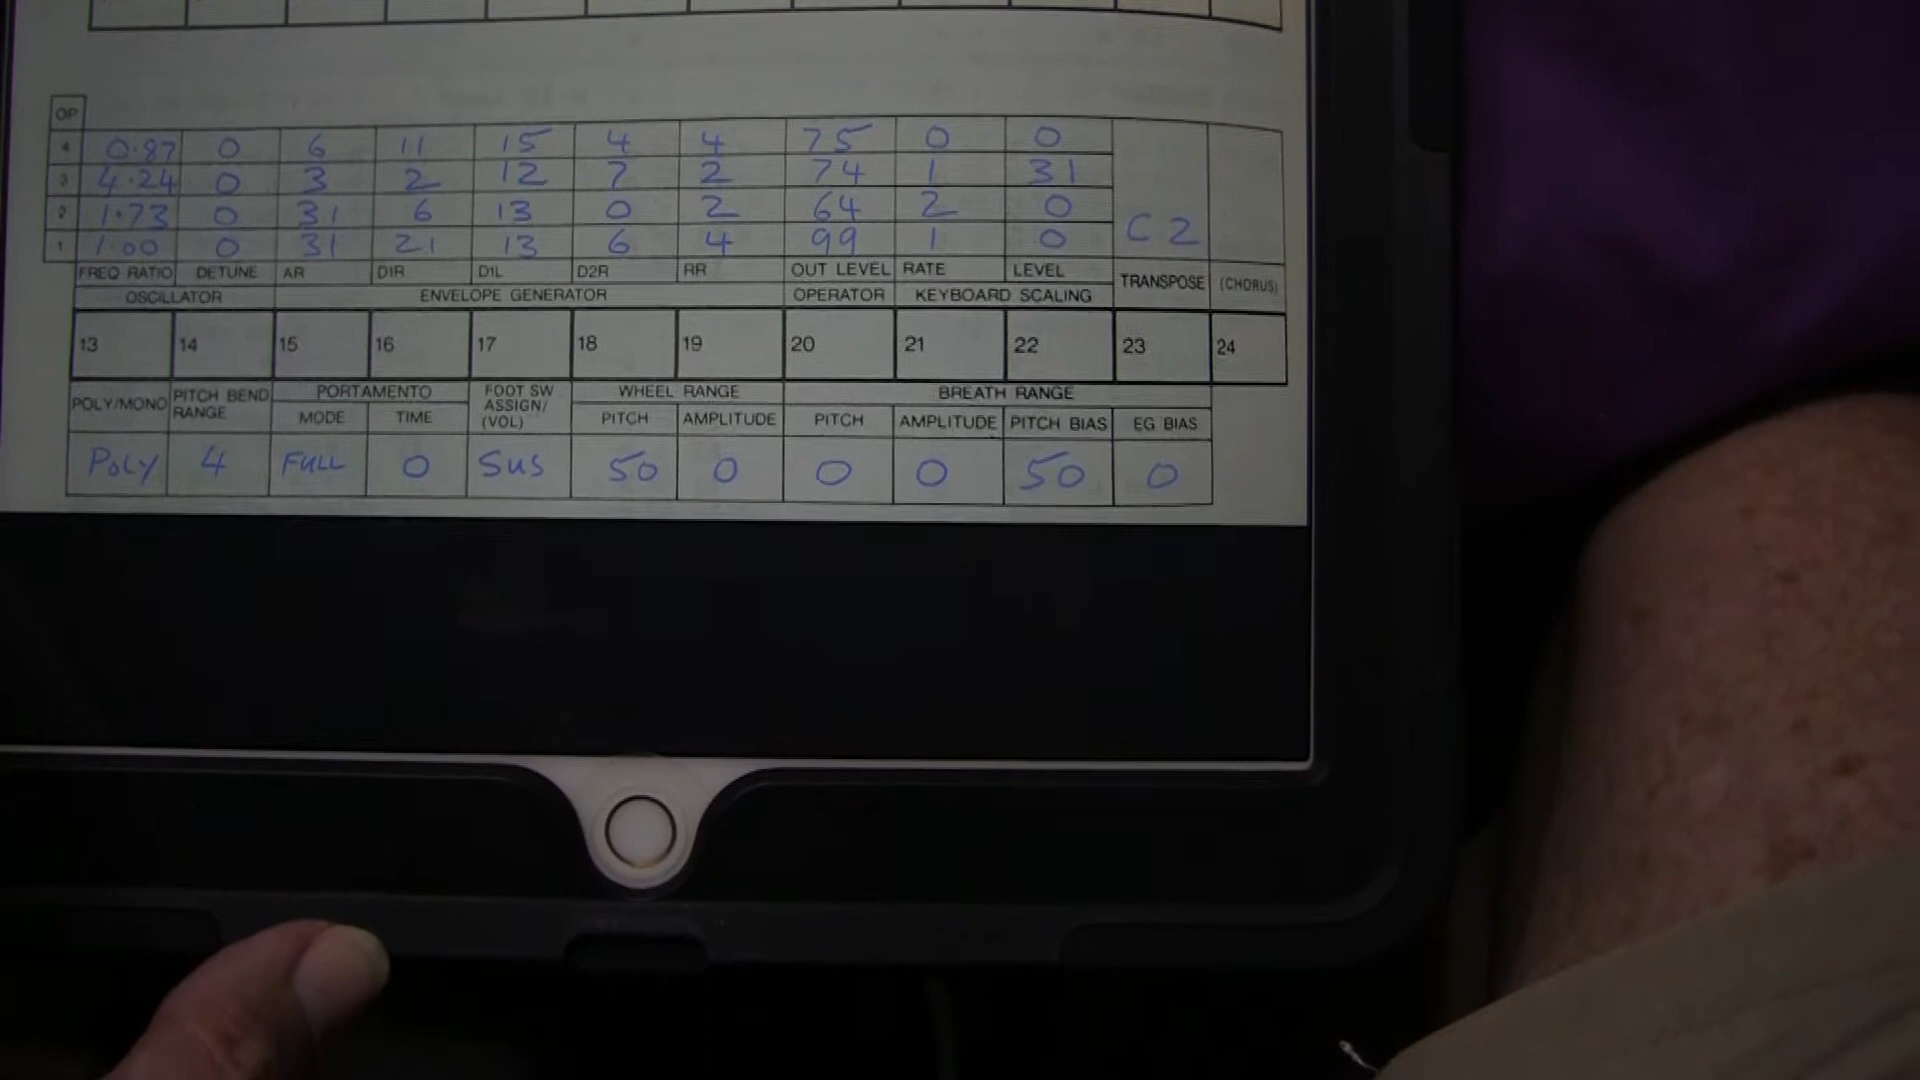 OP
4 0.87 0 6 11 15 4 4 75 0 0
3 4.24 0 3 2 12 7 2 74 1 31
2 1.73 0 31 6 13 0 2 64 2 0
1 1.00 0 31 21 13 6 4 99 1 0 C2
FREQ RATIO DETUNE AR D1R D1L D2R RR OUT LEVEL RATE LEVEL TRANSPOSE (CHORUS)
OSCILLATOR ENVELOPE GENERATOR OPERATOR KEYBOARD SCALING
13 14 15 16 17 18 19 20 21 22 23 24
POLY/MONO PITCH BEND RANGE PORTAMENTO FOOT SW ASSIGN/ (VOL) WHEEL RANGE BREATH RANGE
MODE TIME PITCH AMPLITUDE PITCH AMPLITUDE PITCH BIAS EG BIAS
POLY 4 FULL 0 SUS 50 0 0 0 50 0